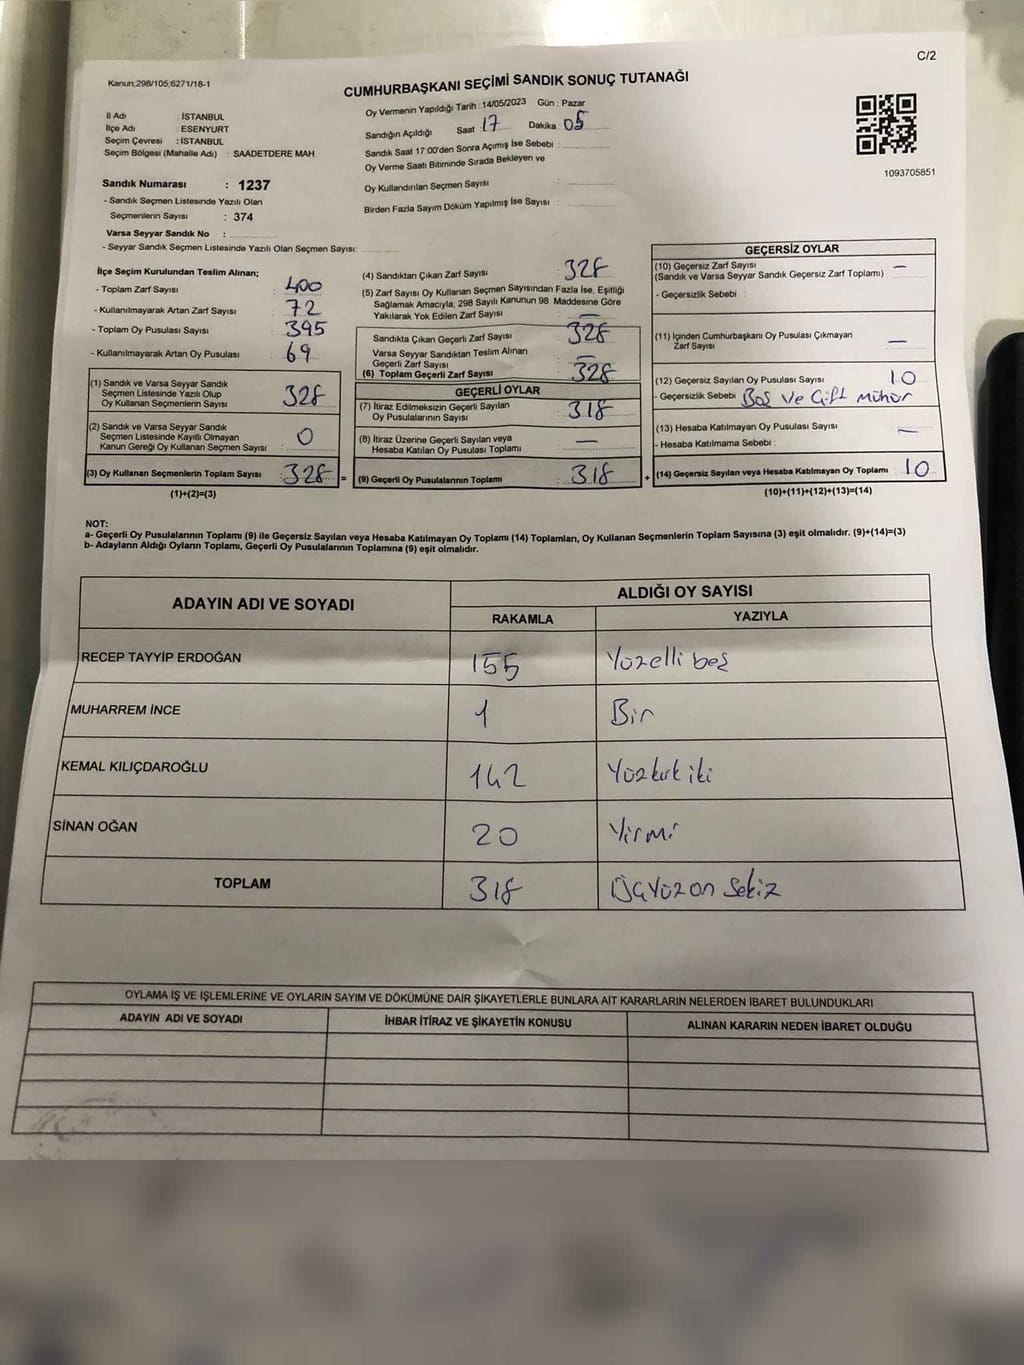 C/2
Kanun:298/105;6271/18-1
CUMHURBAŞKANI SEÇİMİ SANDIK SONUÇ TUTANAĞI
İl Adı : İSTANBUL
İlçe Adı : ESENYURT
Seçim Çevresi : İSTANBUL
Seçim Bölgesi (Mahalle Adı) : SAADETDERE MAH.
Sandık Numarası : 1237
- Sandık Seçmen Listesinde Yazılı Olan
Seçmenlerin Sayısı : 374
Varsa Seyyar Sandık No :
- Seyyar Sandık Seçmen Listesinde Yazılı Olan Seçmen Sayısı:
Oy Vermenin Yapıldığı Tarih : 14/05/2023 Gün : Pazar
Sandığın Açıldığı Saat 17 Dakika 05
Sandık Saat 17:00'den Sonra Açımış İse Sebebi :
Oy Verme Saati Bitiminde Sırada Bekleyen ve
Oy Kullandırılan Seçmen Sayısı :
Birden Fazla Sayım Döküm Yapılmış İse Sayısı :
1093705851
İlçe Seçim Kurulundan Teslim Alınan;
- Toplam Zarf Sayısı : 400
- Kullanılmayarak Artan Zarf Sayısı : 72
- Toplam Oy Pusulası Sayısı : 395
- Kullanılmayarak Artan Oy Pusulası : 69
(1) Sandık ve Varsa Seyyar Sandık
Seçmen Listesinde Yazılı Olup
Oy Kullanan Seçmenlerin Sayısı : 328
(2) Sandık ve Varsa Seyyar Sandık
Seçmen Listesinde Kayıtlı Olmayan
Kanun Gereği Oy Kullanan Seçmen Sayısı : 0
(3) Oy Kullanan Seçmenlerin Toplam Sayısı : 328 =
(1)+(2)=(3)
(4) Sandıktan Çıkan Zarf Sayısı : 328
(5) Zarf Sayısı Oy Kullanan Seçmen Sayısından Fazla İse, Eşitliği
Sağlamak Amacıyla; 298 Sayılı Kanunun 98. Maddesine Göre
Yakılarak Yok Edilen Zarf Sayısı : —
Sandıkta Çıkan Geçerli Zarf Sayısı : 328
Varsa Seyyar Sandıktan Teslim Alınan
Geçerli Zarf Sayısı : —
(6) Toplam Geçerli Zarf Sayısı : 328
GEÇERLİ OYLAR
(7) İtiraz Edilmeksizin Geçerli Sayılan
Oy Pusulalarının Sayısı : 318
(8) İtiraz Üzerine Geçerli Sayılan veya
Hesaba Katılan Oy Pusulası Toplamı : —
(9) Geçerli Oy Pusulalarının Toplamı : 318 +
GEÇERSİZ OYLAR
(10) Geçersiz Zarf Sayısı : —
(Sandık ve Varsa Seyyar Sandık Geçersiz Zarf Toplamı)
- Geçersizlik Sebebi :
(11) İçinden Cumhurbaşkanı Oy Pusulası Çıkmayan
Zarf Sayısı : —
(12) Geçersiz Sayılan Oy Pusulası Sayısı : 10
- Geçersizlik Sebebi : Boş ve Çift mühür
(13) Hesaba Katılmayan Oy Pusulası Sayısı : —
- Hesaba Katılmama Sebebi :
(14) Geçersiz Sayılan veya Hesaba Katılmayan Oy Toplamı : 10
(10)+(11)+(12)+(13)=(14)
NOT:
a- Geçerli Oy Pusulalarının Toplamı (9) ile Geçersiz Sayılan veya Hesaba Katılmayan Oy Toplamı (14) Toplamları, Oy Kullanan Seçmenlerin Toplam Sayısına (3) eşit olmalıdır. (9)+(14)=(3)
b- Adayların Aldığı Oyların Toplamı, Geçerli Oy Pusulalarının Toplamına (9) eşit olmalıdır.
ADAYIN ADI VE SOYADI
ALDIĞI OY SAYISI
RAKAMLA YAZIYLA
RECEP TAYYİP ERDOĞAN 155 Yüzelli beş
MUHARREM İNCE 1 Bir
KEMAL KILIÇDAROĞLU 142 Yüzkırk iki
SİNAN OĞAN 20 Yirmi
TOPLAM 318 Üçyüz on sekiz
OYLAMA İŞ VE İŞLEMLERİNE VE OYLARIN SAYIM VE DÖKÜMÜNE DAİR ŞİKAYETLERLE BUNLARA AİT KARARLARIN NELERDEN İBARET BULUNDUKLARI
ADAYIN ADI VE SOYADI İHBAR İTİRAZ VE ŞİKAYETİN KONUSU ALINAN KARARIN NEDEN İBARET OLDUĞU